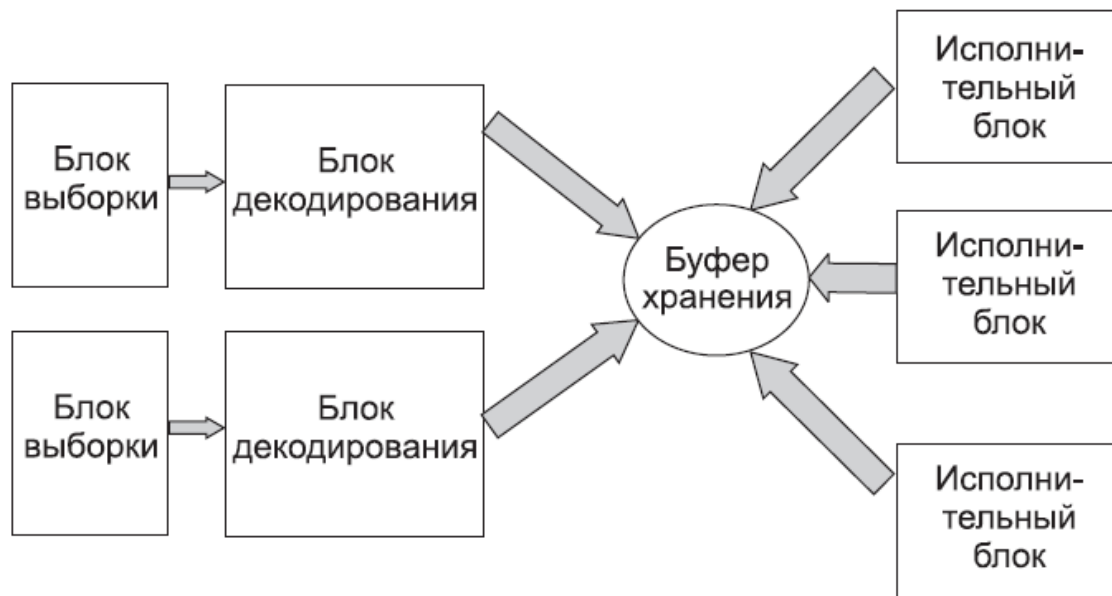 Блок
выборки
Блок
декодирования
Блок
выборки
Блок
декодирования
Буфер
хранения
Исполни-
тельный
блок
Исполни-
тельный
блок
Исполни-
тельный
блок